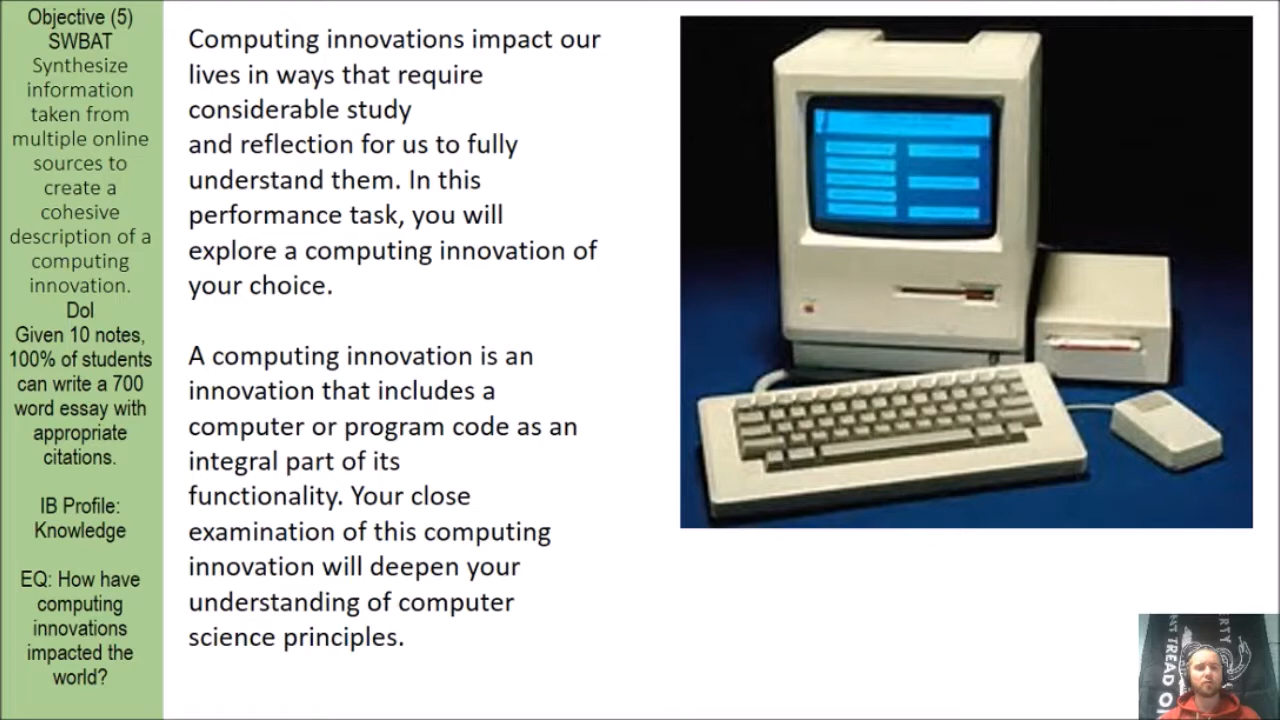 Objective (5)
SWBAT
Synthesize
information
taken from
multiple online
sources to
create a
cohesive
description of a
computing
innovation.
DoI
Given 10 notes,
100% of students
can write a 700
word essay with
appropriate
citations.
IB Profile:
Knowledge
EQ: How have
computing
innovations
impacted the
world?
Computing innovations impact our
lives in ways that require
considerable study
and reflection for us to fully
understand them. In this
performance task, you will
explore a computing innovation of
your choice.
A computing innovation is an
innovation that includes a
computer or program code as an
integral part of its
functionality. Your close
examination of this computing
innovation will deepen your
understanding of computer
science principles.
TREAD